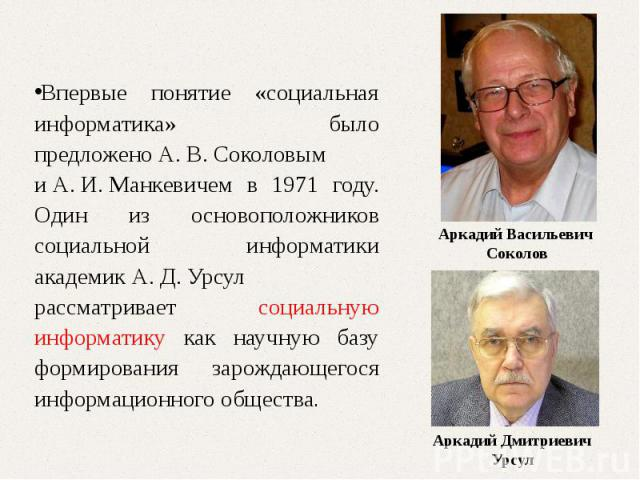 •Впервые понятие «социальная
информатика» было
предложено А. В. Соколовым
и А. И. Манкевичем в 1971 году.
Один из основоположников
социальной информатики
академик А. Д. Урсул
рассматривает социальную
информатику как научную базу
формирования зарождающегося
информационного общества.
Аркадий Васильевич
Соколов
Аркадий Дмитриевич
Урсул
PPt4WEB.ru